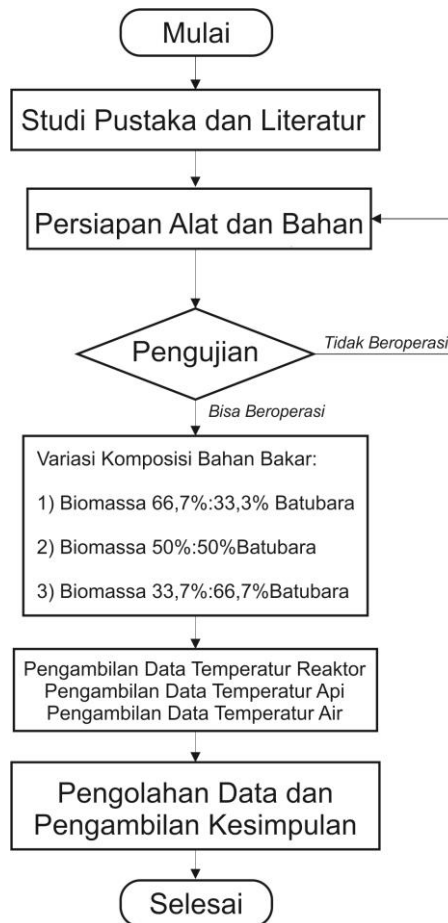 Mulai
Studi Pustaka dan Literatur
Persiapan Alat dan Bahan
Pengujian
Tidak Beroperasi
Bisa Beroperasi
Variasi Komposisi Bahan Bakar:
1) Biomassa 66,7%:33,3% Batubara
2) Biomassa 50%:50%Batubara
3) Biomassa 33,7%:66,7%Batubara
Pengambilan Data Temperatur Reaktor
Pengambilan Data Temperatur Api
Pengambilan Data Temperatur Air
Pengolahan Data dan
Pengambilan Kesimpulan
Selesai